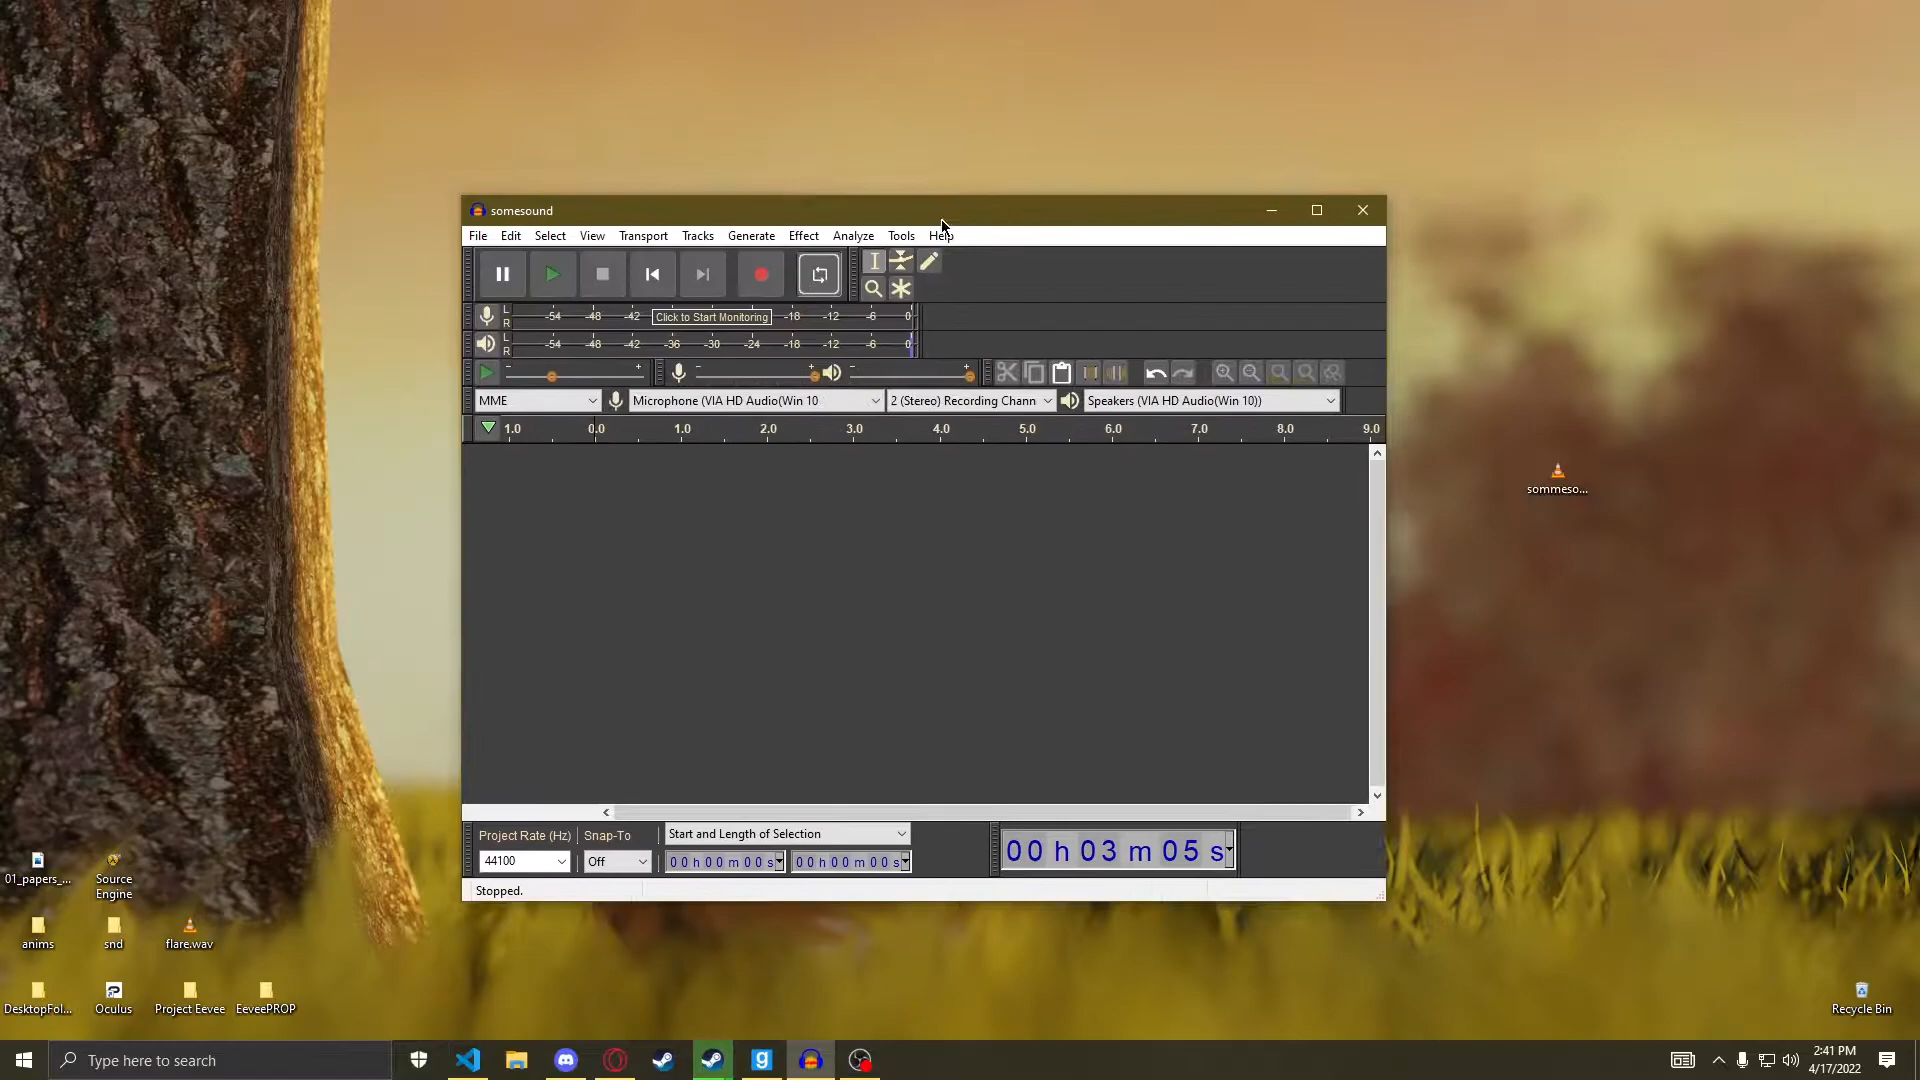 somesound
File Edit Select View Transport Tracks Generate Effect Analyze Tools Help
L
R
-54 -48 -42 Click to Start Monitoring -18 -12 -6 0
L
R
-54 -48 -42 -36 -30 -24 -18 -12 -6 0
- + - + - +
MME Microphone (VIA HD Audio(Win 10 2 (Stereo) Recording Chann Speakers (VIA HD Audio(Win 10))
1.0 0.0 1.0 2.0 3.0 4.0 5.0 6.0 7.0 8.0 9.0
sommeso...
Project Rate (Hz) Snap-To Start and Length of Selection
44100 Off 00 h 00 m 00 s 00 h 00 m 00 s
00 h 03 m 05 s
Stopped.
01_papers_...
Source
Engine
anims snd flare.wav
DesktopFol... Oculus Project Eevee EeveePROP
Recycle Bin
Type here to search
g
2:41 PM
4/17/2022